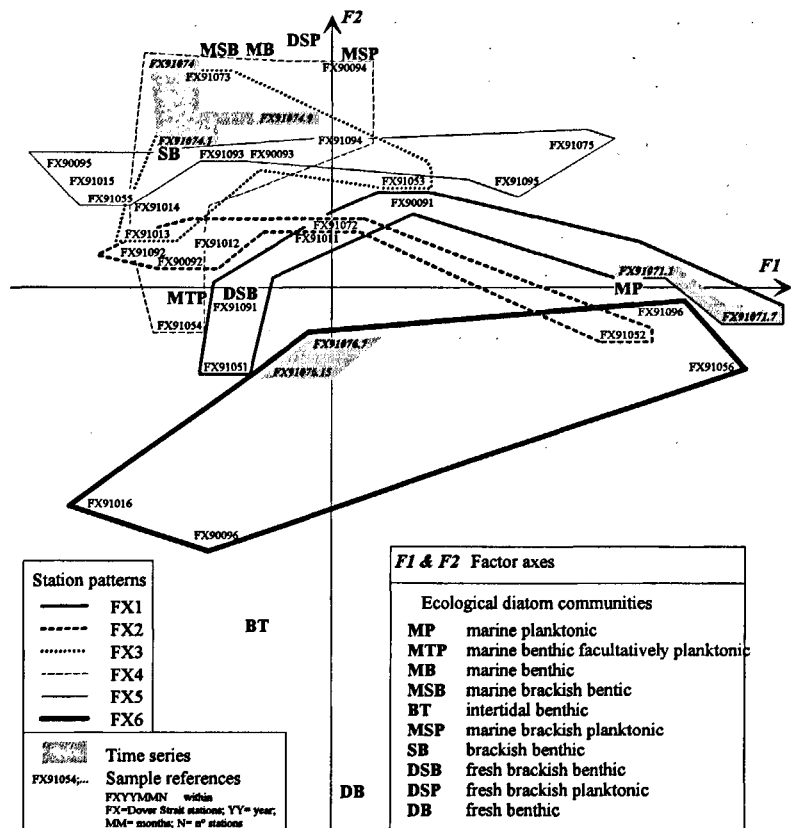 F2
DSP
MSB MB
MSP
FX91074
FX90094
FX91073
FX91074.9
FX91074.1
FX91094
FX91075
SB
FX91093 FX90093
FX90095
FX91015
FX91053
FX91095
FX91055
FX91014
FX90091
FX91072
FX91013
FX91011
FX91012
FX91092
FX90092
F1
FX91071.1
MTP
DSB
MP
FX91091
FX91096
FX91071.7
FX91054
FX91052
FX91076.7
FX91051
FX91076.15
FX91056
FX91016
FX90096
BT
DB
Station patterns
FX1
FX2
FX3
FX4
FX5
FX6
Time series
FX91054;... Sample references
FXYYMMN within
FX=Dover Strait stations; YY= year;
MM= months; N= n° stations
F1 & F2 Factor axes
Ecological diatom communities
MP marine planktonic
MTP marine benthic facultatively planktonic
MB marine benthic
MSB marine brackish bentic
BT intertidal benthic
MSP marine brackish planktonic
SB brackish benthic
DSB fresh brackish benthic
DSP fresh brackish planktonic
DB fresh benthic